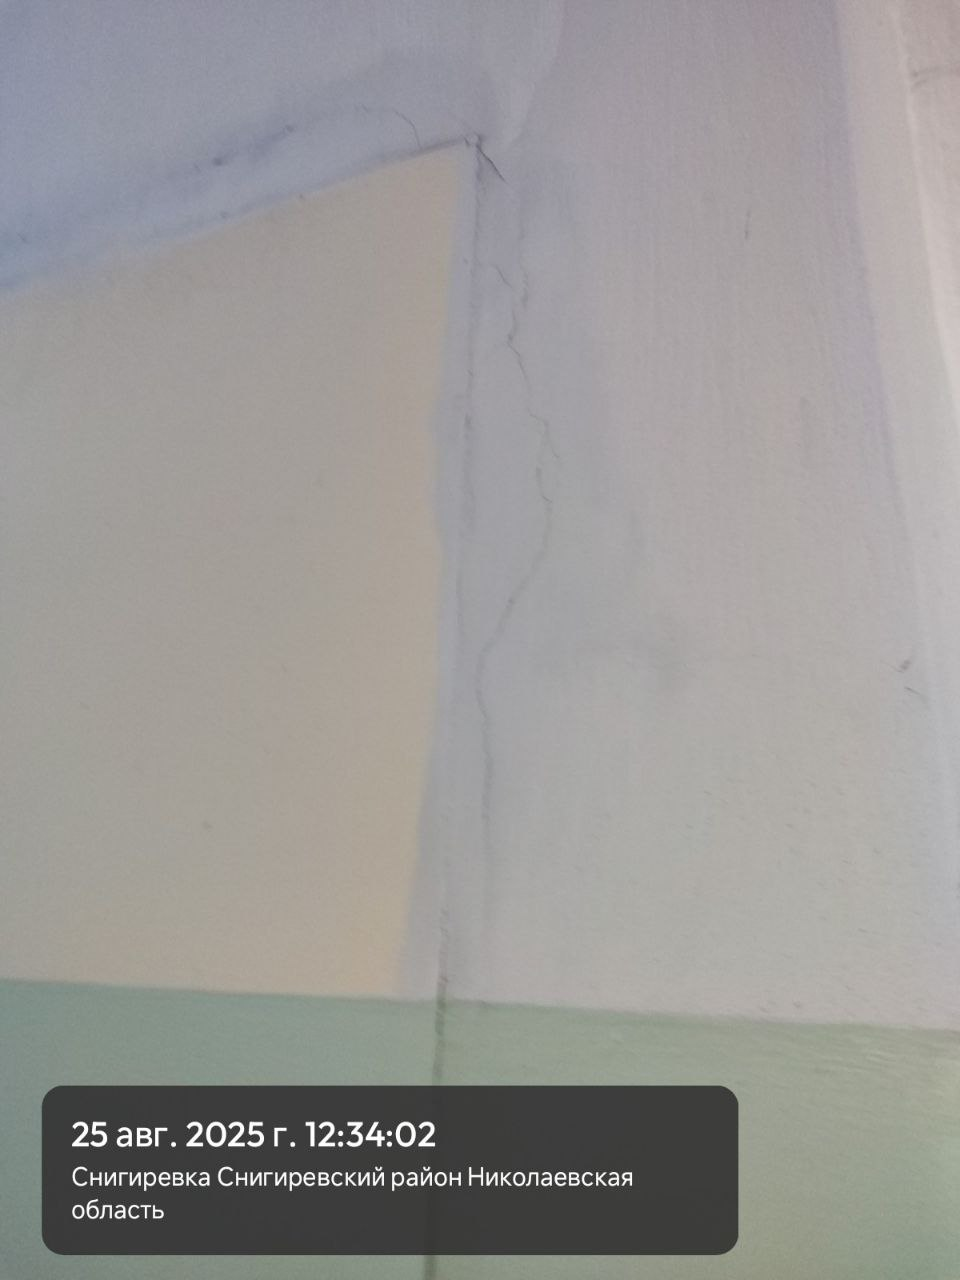 25 авг. 2025 г. 12:34:02
Снигиревка Снигиревский район Николаевская
область